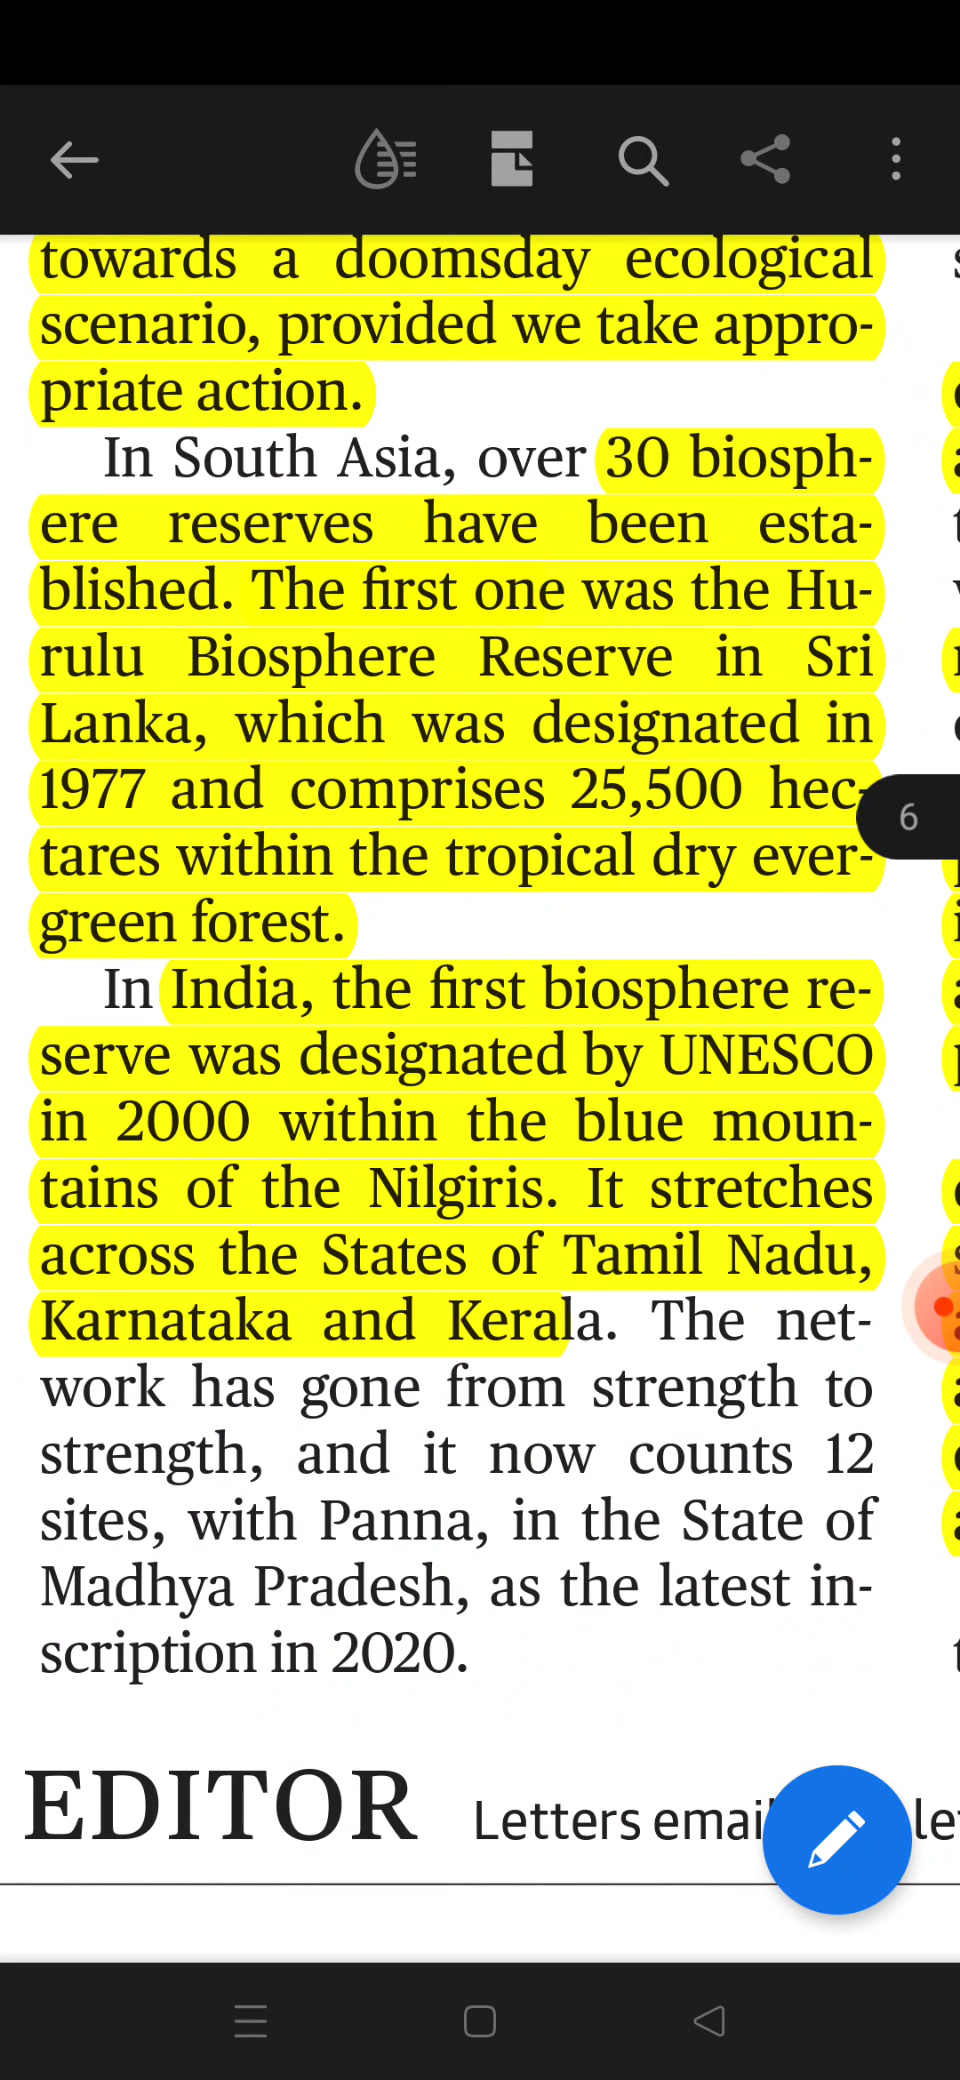 towards a doomsday ecological
scenario, provided we take appro-
priate action.
In South Asia, over 30 biosph-
ere reserves have been esta-
blished. The first one was the Hu-
rulu Biosphere Reserve in Sri
Lanka, which was designated in
1977 and comprises 25,500 hec-
tares within the tropical dry ever-
green forest.
In India, the first biosphere re-
serve was designated by UNESCO
in 2000 within the blue moun-
tains of the Nilgiris. It stretches
across the States of Tamil Nadu,
Karnataka and Kerala. The net-
work has gone from strength to
strength, and it now counts 12
sites, with Panna, in the State of
Madhya Pradesh, as the latest in-
scription in 2020.
6
EDITOR Letters